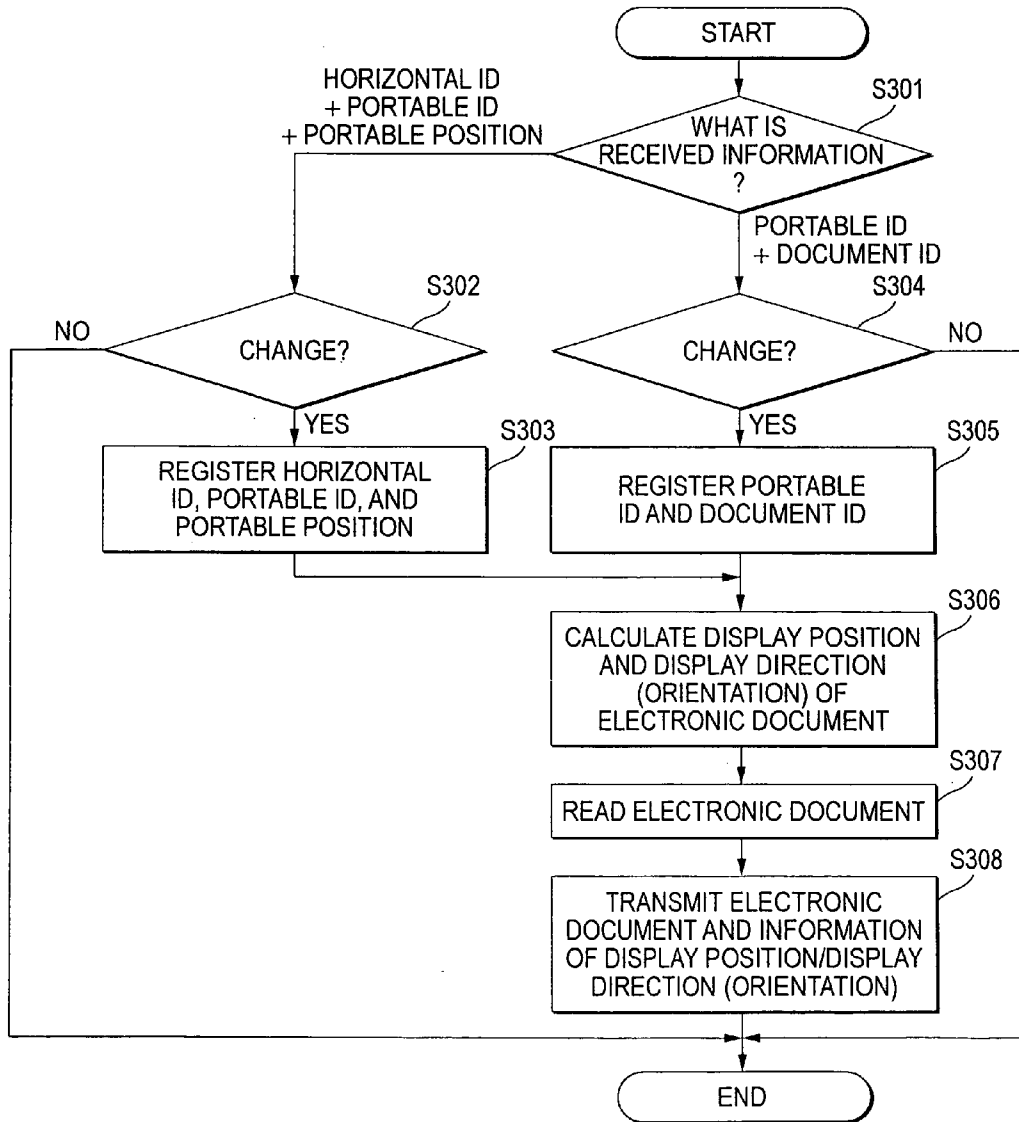 START
HORIZONTAL ID
+ PORTABLE ID
+ PORTABLE POSITION
S301
WHAT IS
RECEIVED INFORMATION
?
PORTABLE ID
+ DOCUMENT ID
S302
NO
CHANGE?
YES
S304
CHANGE?
NO
YES
S303
REGISTER HORIZONTAL
ID, PORTABLE ID, AND
PORTABLE POSITION
S305
REGISTER PORTABLE
ID AND DOCUMENT ID
S306
CALCULATE DISPLAY POSITION
AND DISPLAY DIRECTION
(ORIENTATION) OF
ELECTRONIC DOCUMENT
S307
READ ELECTRONIC DOCUMENT
S308
TRANSMIT ELECTRONIC
DOCUMENT AND INFORMATION
OF DISPLAY POSITION/DISPLAY
DIRECTION (ORIENTATION)
END